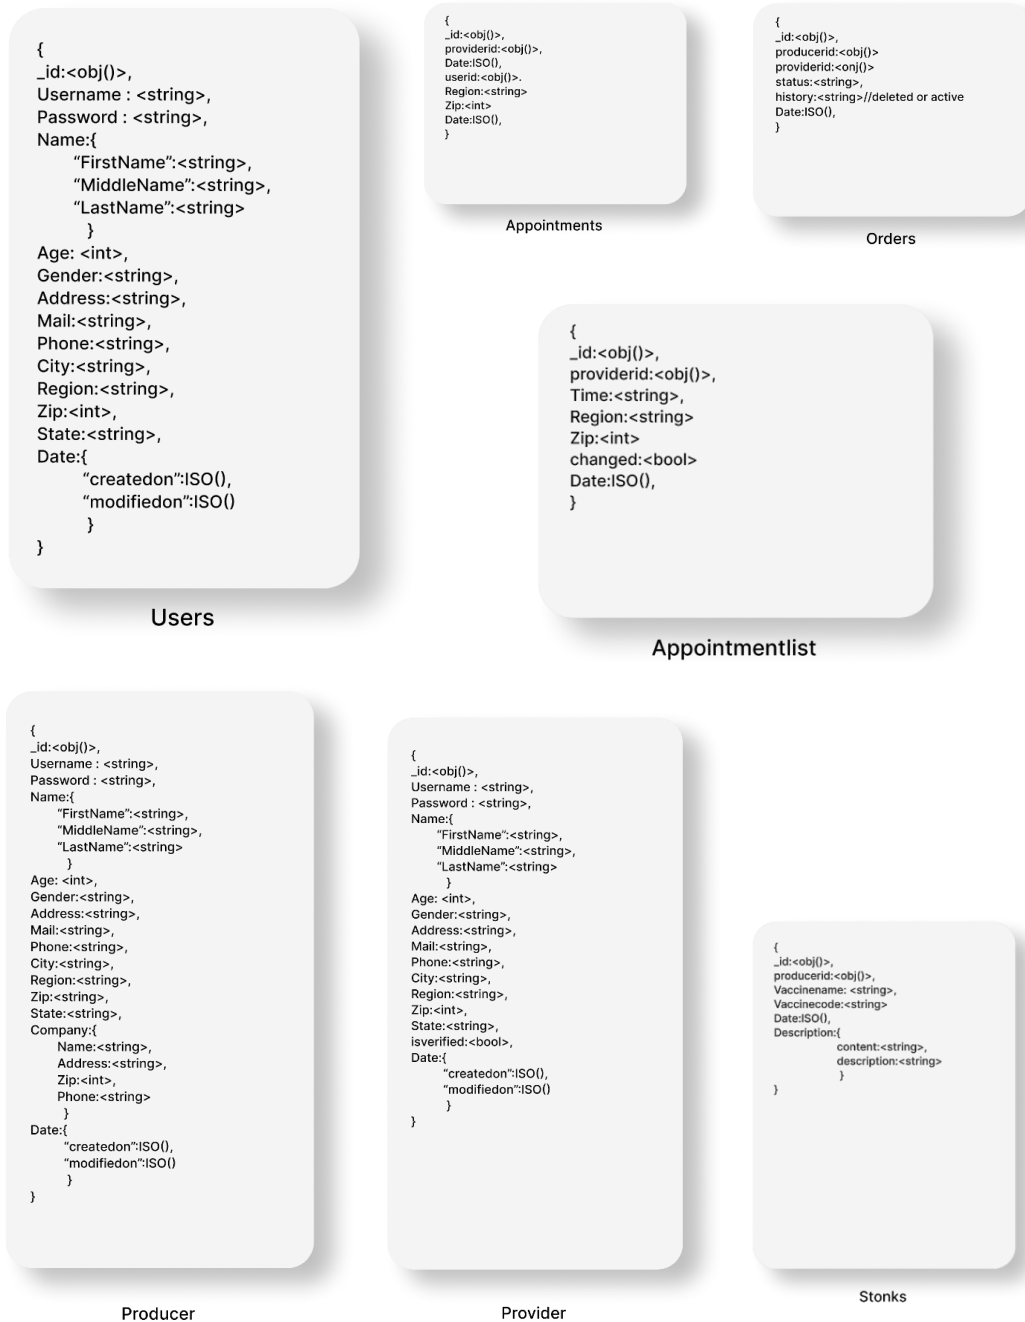 {
_id:<obj()>,
Username : <string>,
Password : <string>,
Name:{
“FirstName”:<string>,
“MiddleName”:<string>,
“LastName”:<string>
}
Age: <int>,
Gender:<string>,
Address:<string>,
Mail:<string>,
Phone:<string>,
City:<string>,
Region:<string>,
Zip:<int>,
State:<string>,
Date:{
“createdon”:ISO(),
“modifiedon”:ISO()
}
}
Users
{
_id:<obj()>,
providerid:<obj()>,
Date:ISO(),
userid:<obj()>.
Region:<string>
Zip:<int>
Date:ISO(),
}
Appointments
{
_id:<obj()>,
producerid:<obj()>
providerid:<onj()>
status:<string>,
history:<string>//deleted or active
Date:ISO(),
}
Orders
{
_id:<obj()>,
providerid:<obj()>,
Time:<string>,
Region:<string>
Zip:<int>
changed:<bool>
Date:ISO(),
}
Appointmentlist
{
_id:<obj()>,
Username : <string>,
Password : <string>,
Name:{
“FirstName”:<string>,
“MiddleName”:<string>,
“LastName”:<string>
}
Age: <int>,
Gender:<string>,
Address:<string>,
Mail:<string>,
Phone:<string>,
City:<string>,
Region:<string>,
Zip:<string>,
State:<string>,
Company:{
Name:<string>,
Address:<string>,
Zip:<int>,
Phone:<string>
}
Date:{
“createdon”:ISO(),
“modifiedon”:ISO()
}
}
Producer
{
_id:<obj()>,
Username : <string>,
Password : <string>,
Name:{
“FirstName”:<string>,
“MiddleName”:<string>,
“LastName”:<string>
}
Age: <int>,
Gender:<string>,
Address:<string>,
Mail:<string>,
Phone:<string>,
City:<string>,
Region:<string>,
Zip:<int>,
State:<string>,
isverified:<bool>,
Date:{
“createdon”:ISO(),
“modifiedon”:ISO()
}
}
Provider
{
_id:<obj()>,
producerid:<obj()>,
Vaccinename: <string>,
Vaccinecode:<string>
Date:ISO(),
Description:{
content:<string>,
description:<string>
}
}
Stonks